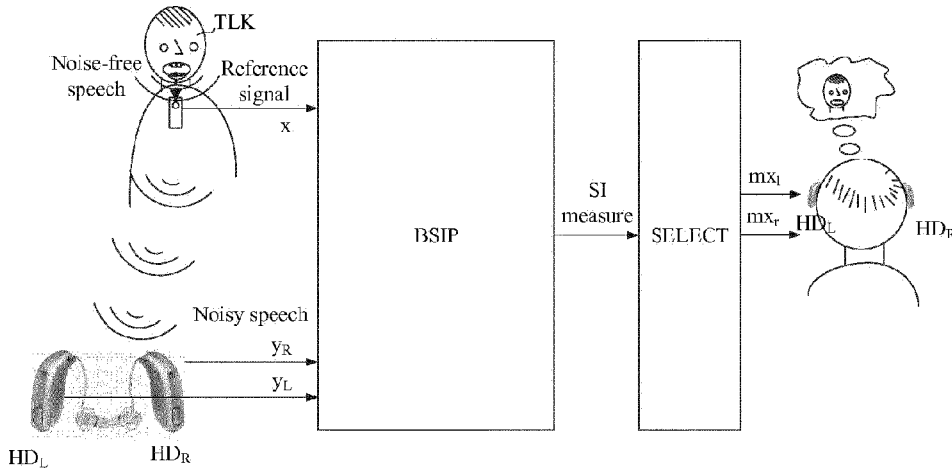 TLK
Noise-free
speech
Reference
signal
x
BSIP
SI
measure
SELECT
mx_l
mx_r
HD_L
HD_R
Noisy speech
y_R
y_L
HD_L
HD_R